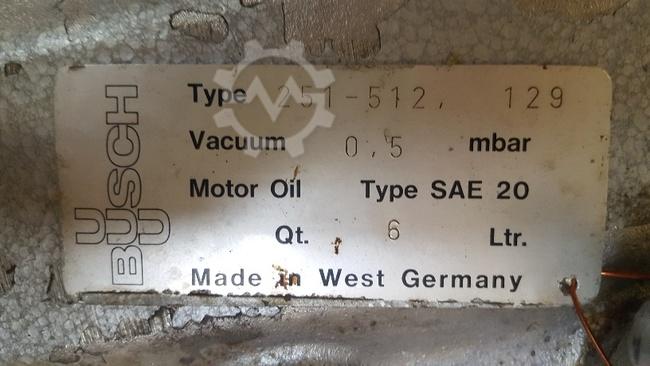 BUSCH
Type 251-512, 129
Vacuum 0,5 mbar
Motor Oil Type SAE 20
Qt. 6 Ltr.
Made in West Germany